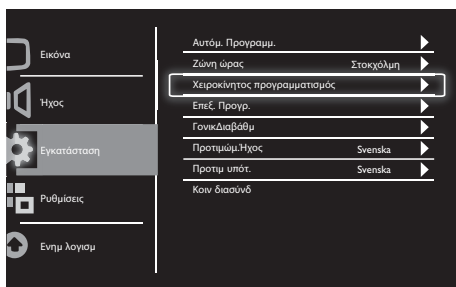 Εικόνα
Ήχος
Εγκατάσταση
Ρυθμίσεις
Ενημ λογισμ
Αυτόμ. Προγραμμ.
Ζώνη ώρας Στοκχόλμη
Χειροκίνητος προγραμματισμός
Επεξ. Προγρ.
ΓονικΔιαβάθμ
Προτιμώμ.Ήχος Svenska
Προτιμ υπότ. Svenska
Κοιν διασύνδ